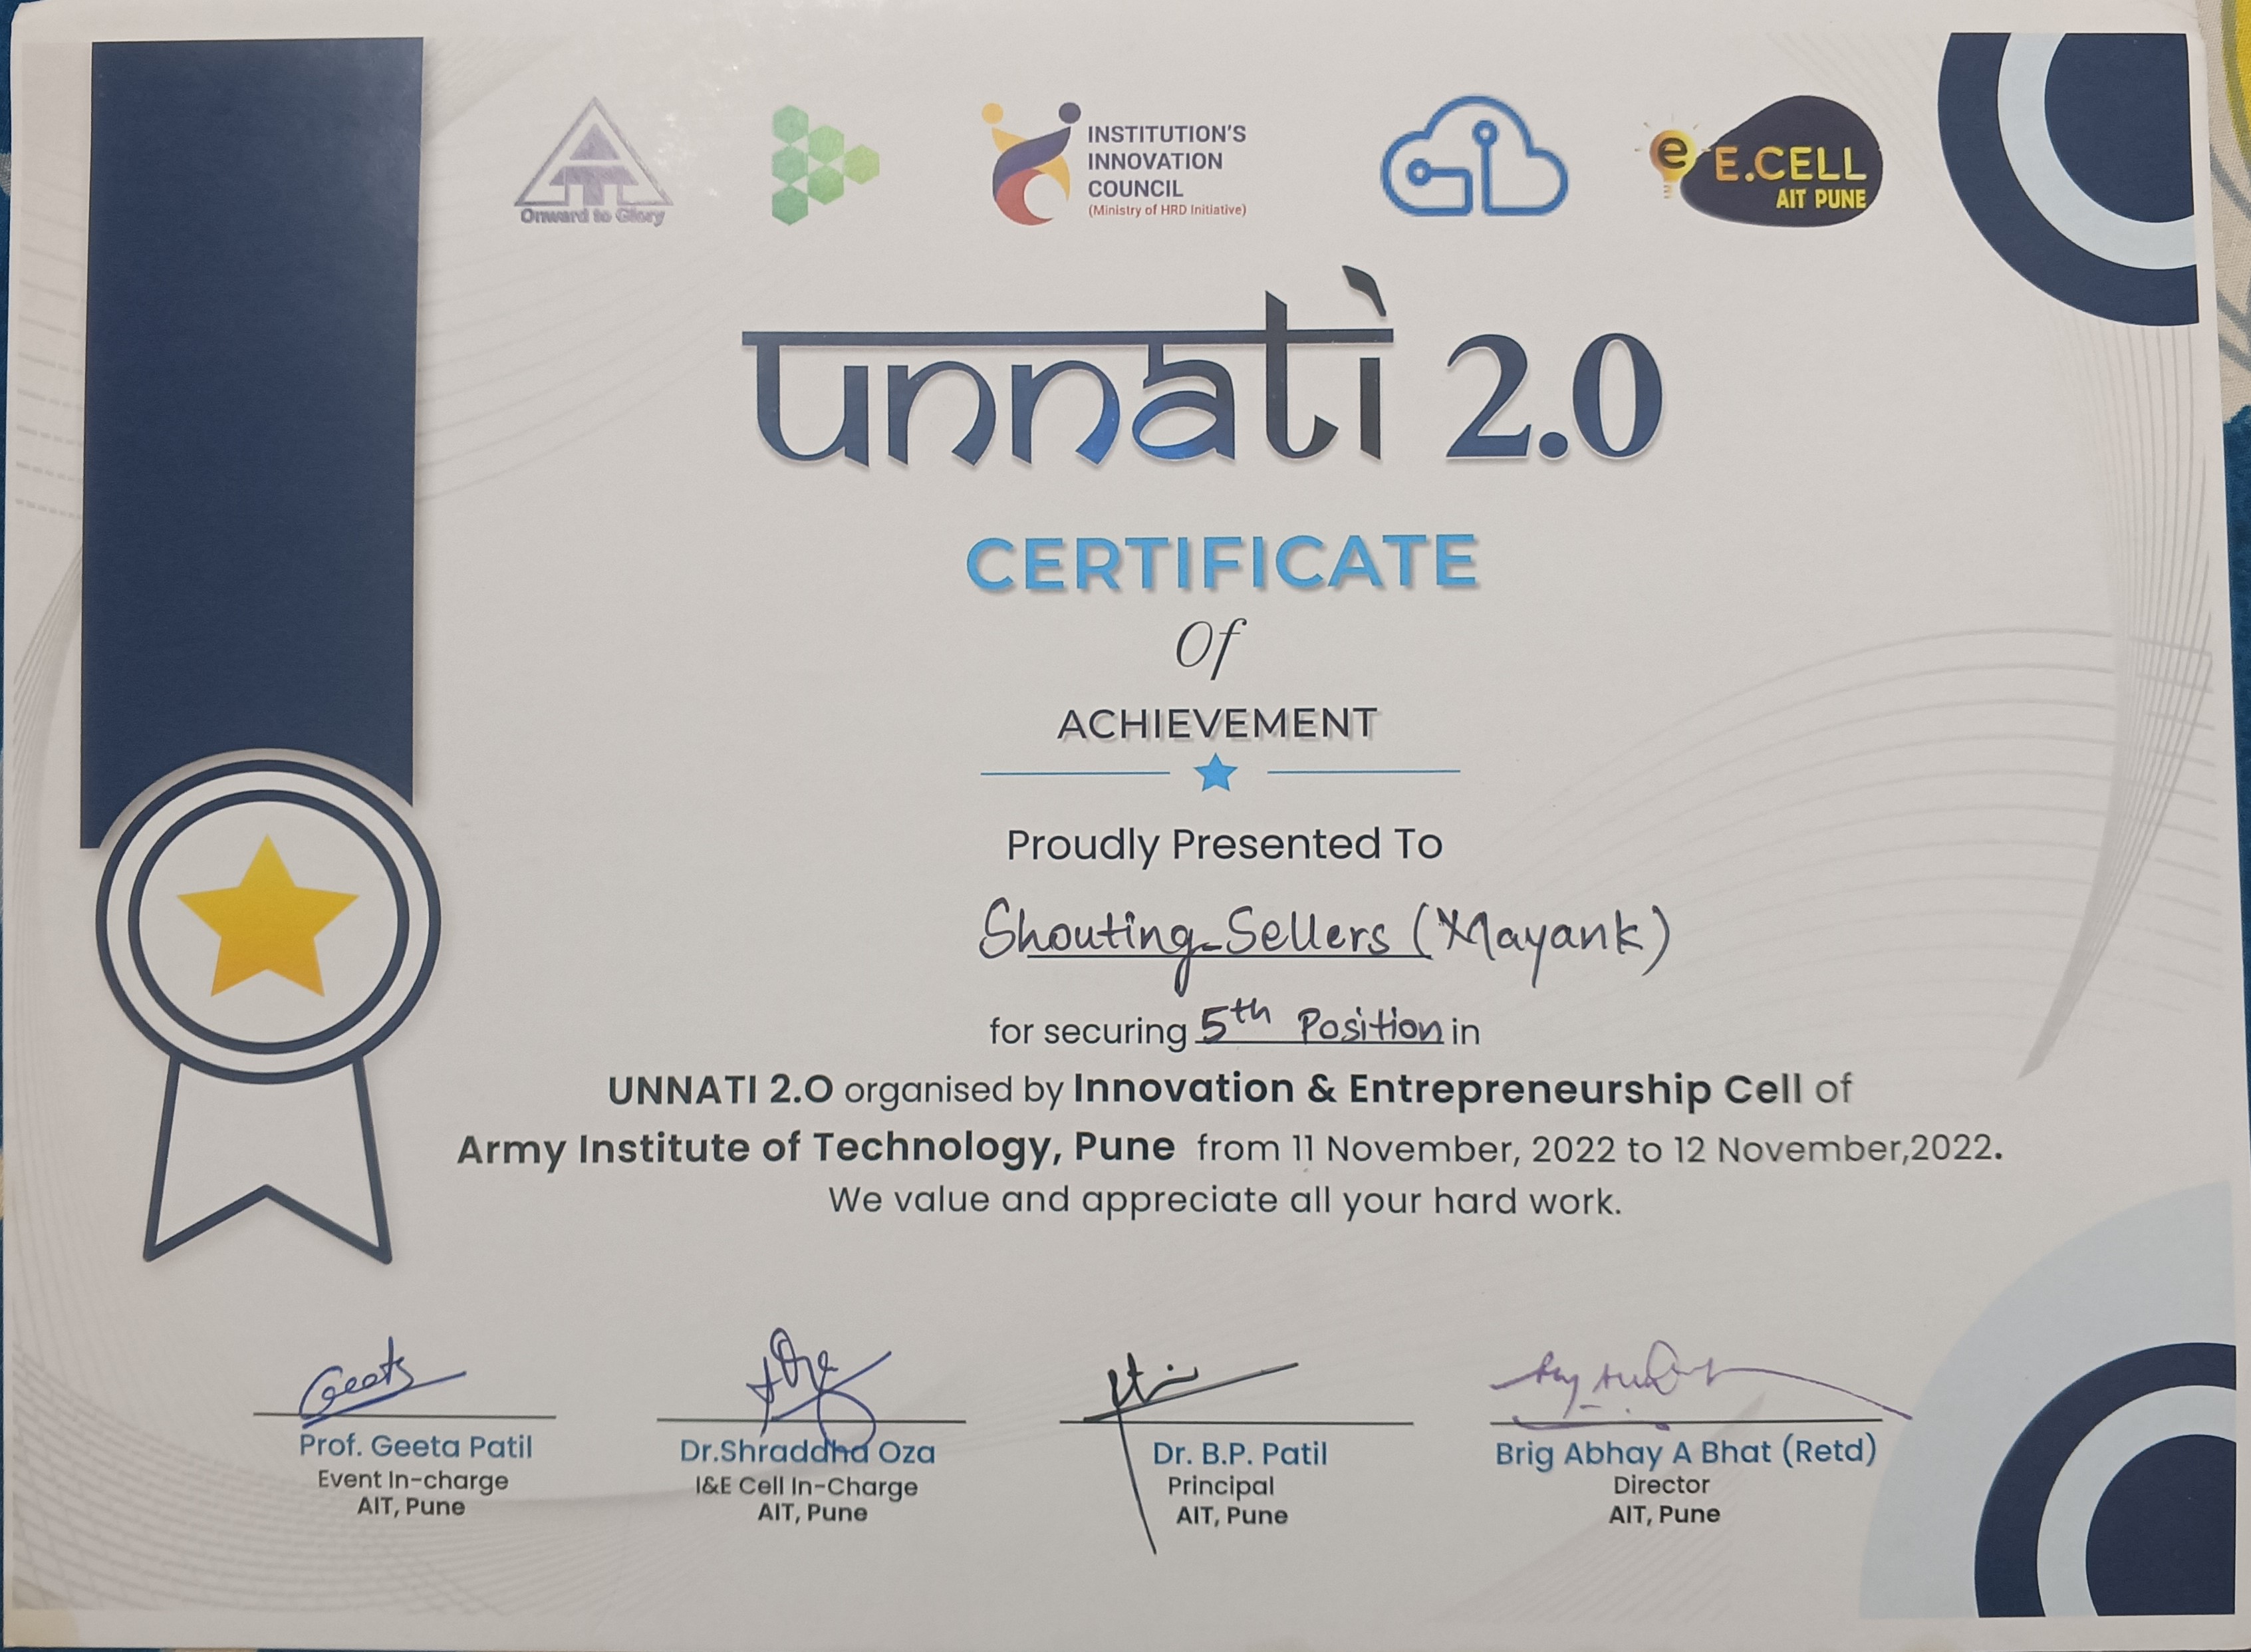 Onward to Glory
INSTITUTION'S
INNOVATION
COUNCIL
(Ministry of HRD Initiative)
e E.CELL
AIT PUNE
unnati 2.0
CERTIFICATE
Of
ACHIEVEMENT
Proudly Presented To
Shouting-Sellers (Mayank)
for securing 5th Position in
UNNATI 2.O organised by Innovation & Entrepreneurship Cell of
Army Institute of Technology, Pune from 11 November, 2022 to 12 November,2022.
We value and appreciate all your hard work.
Geeta
Prof. Geeta Patil
Event In-charge
AIT, Pune
Dr.Shraddha Oza
I&E Cell In-Charge
AIT, Pune
Dr. B.P. Patil
Principal
AIT, Pune
Brig Abhay A Bhat (Retd)
Director
AIT, Pune